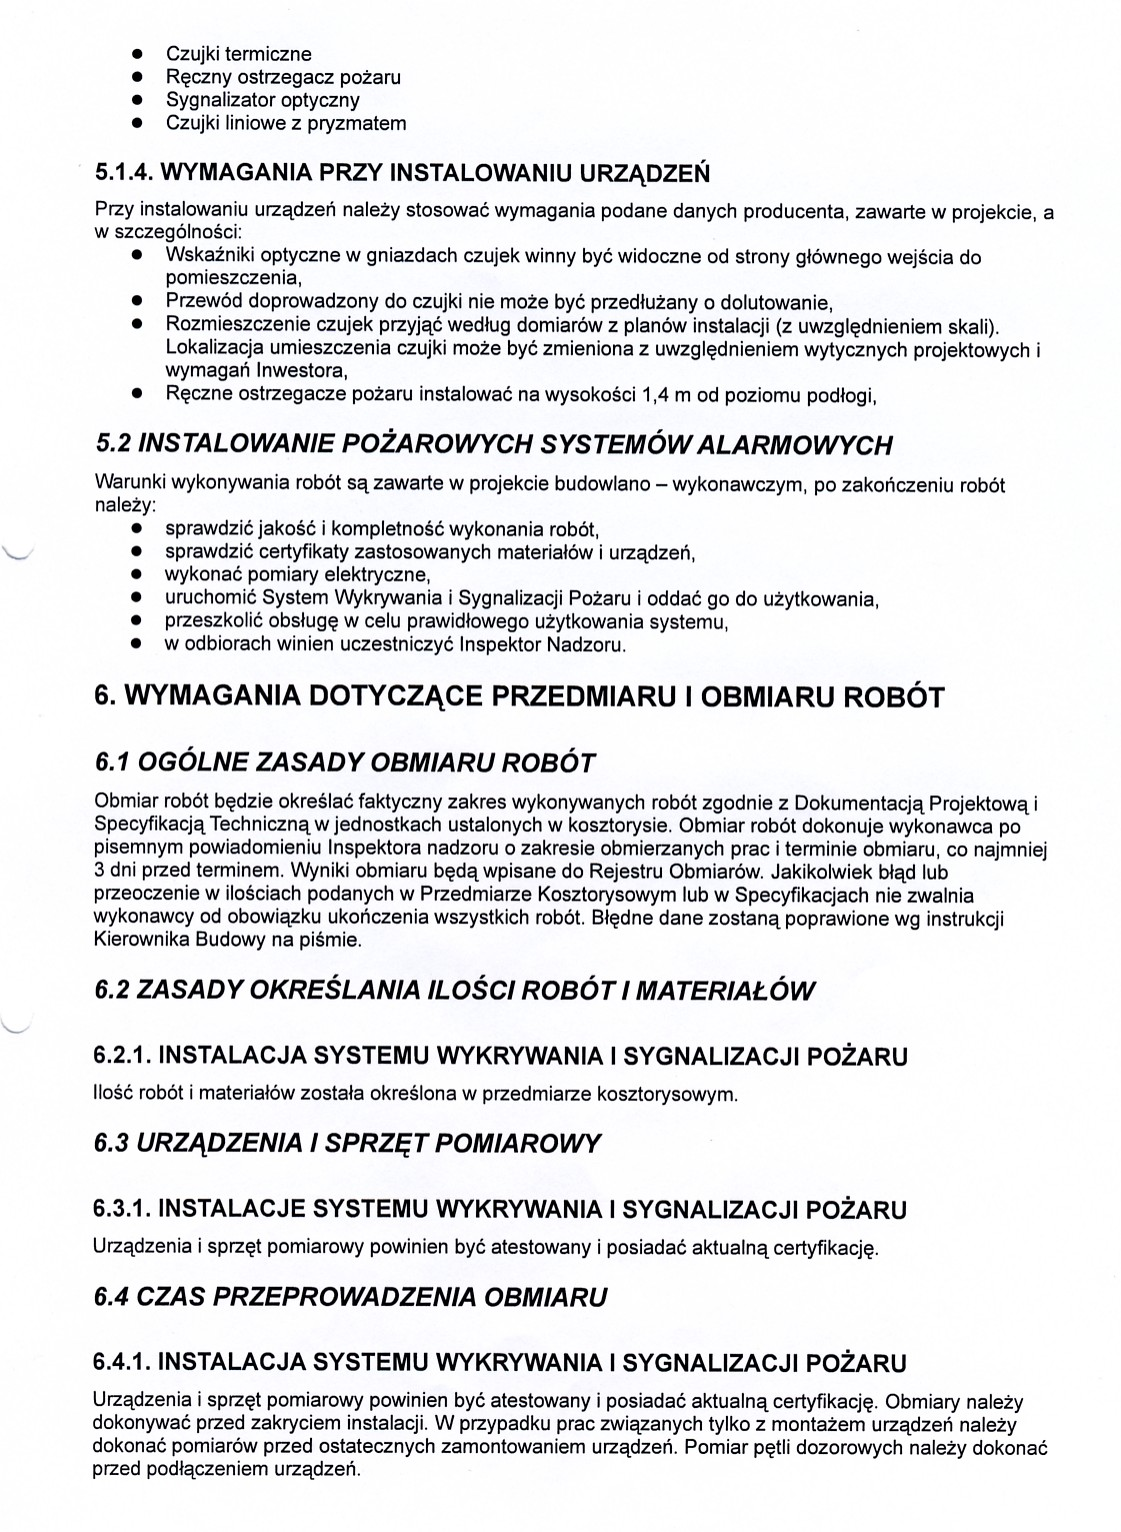 ● Czujki termiczne
● Ręczny ostrzegacz pożaru
● Sygnalizator optyczny
● Czujki liniowe z pryzmatem
5.1.4. WYMAGANIA PRZY INSTALOWANIU URZĄDZEŃ
Przy instalowaniu urządzeń należy stosować wymagania podane danych producenta, zawarte w projekcie, a
w szczególności:
● Wskaźniki optyczne w gniazdach czujek winny być widoczne od strony głównego wejścia do
pomieszczenia,
● Przewód doprowadzony do czujki nie może być przedłużany o dolutowanie,
● Rozmieszczenie czujek przyjąć według domiarów z planów instalacji (z uwzględnieniem skali).
Lokalizacja umieszczenia czujki może być zmieniona z uwzględnieniem wytycznych projektowych i
wymagań Inwestora,
● Ręczne ostrzegacze pożaru instalować na wysokości 1,4 m od poziomu podłogi,
5.2 INSTALOWANIE POŻAROWYCH SYSTEMÓW ALARMOWYCH
Warunki wykonywania robót są zawarte w projekcie budowlano – wykonawczym, po zakończeniu robót
należy:
● sprawdzić jakość i kompletność wykonania robót,
● sprawdzić certyfikaty zastosowanych materiałów i urządzeń,
● wykonać pomiary elektryczne,
● uruchomić System Wykrywania i Sygnalizacji Pożaru i oddać go do użytkowania,
● przeszkolić obsługę w celu prawidłowego użytkowania systemu,
● w odbiorach winien uczestniczyć Inspektor Nadzoru.
6. WYMAGANIA DOTYCZĄCE PRZEDMIARU I OBMIARU ROBÓT
6.1 OGÓLNE ZASADY OBMIARU ROBÓT
Obmiar robót będzie określać faktyczny zakres wykonywanych robót zgodnie z Dokumentacją Projektową i
Specyfikacją Techniczną w jednostkach ustalonych w kosztorysie. Obmiar robót dokonuje wykonawca po
pisemnym powiadomieniu Inspektora nadzoru o zakresie obmierzanych prac i terminie obmiaru, co najmniej
3 dni przed terminem. Wyniki obmiaru będą wpisane do Rejestru Obmiarów. Jakikolwiek błąd lub
przeoczenie w ilościach podanych w Przedmiarze Kosztorysowym lub w Specyfikacjach nie zwalnia
wykonawcy od obowiązku ukończenia wszystkich robót. Błędne dane zostaną poprawione wg instrukcji
Kierownika Budowy na piśmie.
6.2 ZASADY OKREŚLANIA ILOŚCI ROBÓT I MATERIAŁÓW
6.2.1. INSTALACJA SYSTEMU WYKRYWANIA I SYGNALIZACJI POŻARU
Ilość robót i materiałów została określona w przedmiarze kosztorysowym.
6.3 URZĄDZENIA I SPRZĘT POMIAROWY
6.3.1. INSTALACJE SYSTEMU WYKRYWANIA I SYGNALIZACJI POŻARU
Urządzenia i sprzęt pomiarowy powinien być atestowany i posiadać aktualną certyfikację.
6.4 CZAS PRZEPROWADZENIA OBMIARU
6.4.1. INSTALACJA SYSTEMU WYKRYWANIA I SYGNALIZACJI POŻARU
Urządzenia i sprzęt pomiarowy powinien być atestowany i posiadać aktualną certyfikację. Obmiary należy
dokonywać przed zakryciem instalacji. W przypadku prac związanych tylko z montażem urządzeń należy
dokonać pomiarów przed ostatecznych zamontowaniem urządzeń. Pomiar pętli dozorowych należy dokonać
przed podłączeniem urządzeń.